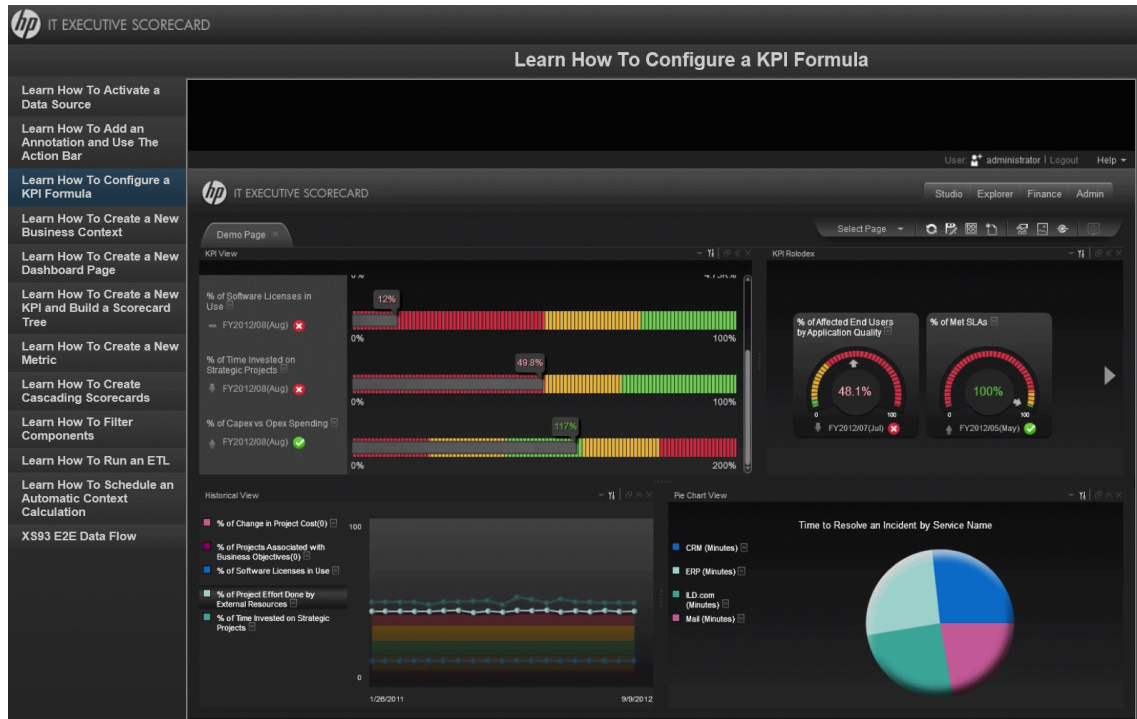 hp IT EXECUTIVE SCORECARD
Learn How To Configure a KPI Formula
Learn How To Activate a
Data Source
Learn How To Add an
Annotation and Use The
Action Bar
Learn How To Configure a
KPI Formula
Learn How To Create a New
Business Context
Learn How To Create a New
Dashboard Page
Learn How To Create a New
KPI and Build a Scorecard
Tree
Learn How To Create a New
Metric
Learn How To Create
Cascading Scorecards
Learn How To Filter
Components
Learn How To Run an ETL
Learn How To Schedule an
Automatic Context
Calculation
XS93 E2E Data Flow
User: administrator | Logout Help
hp IT EXECUTIVE SCORECARD
Studio Explorer Finance Admin
Demo Page
Select Page
KPI View
% of Software Licenses in
Use
FY2012/08(Aug)
12%
0% 100%
% of Time Invested on
Strategic Projects
FY2012/08(Aug)
49.8%
0% 100%
% of Capex vs Opex Spending
FY2012/08(Aug)
117%
0% 200%
KPI Rolodex
% of Affected End Users
by Application Quality
48.1%
0 100
FY2012/07(Jul)
% of Met SLAs
100%
0 100
FY2012/05(May)
Historical View
% of Change in Project Cost(0)
% of Projects Associated with
Business Objectives(0)
% of Software Licenses in Use
% of Project Effort Done by
External Resources
% of Time Invested on Strategic
Projects
100
0
1/26/2011 9/9/2012
Pie Chart View
Time to Resolve an Incident by Service Name
CRM (Minutes)
ERP (Minutes)
ILD.com
(Minutes)
Mail (Minutes)